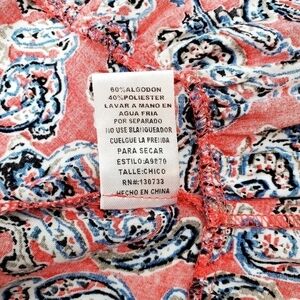 60%ALGODON
40%POLIESTER
LAVAR A MANO EN
AGUA FRIA
POR SEPARADO
NO USE BLANQUEADOR
CUELGUE LA PRENDA
PARA SECAR
ESTILO:A9870
TALLE:CHICO
RN#:130733
HECHO EN CHINA